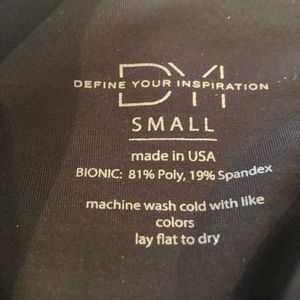 DYI
DEFINE YOUR INSPIRATION
SMALL
made in USA
BIONIC: 81% Poly, 19% Spandex
machine wash cold with like
colors
lay flat to dry